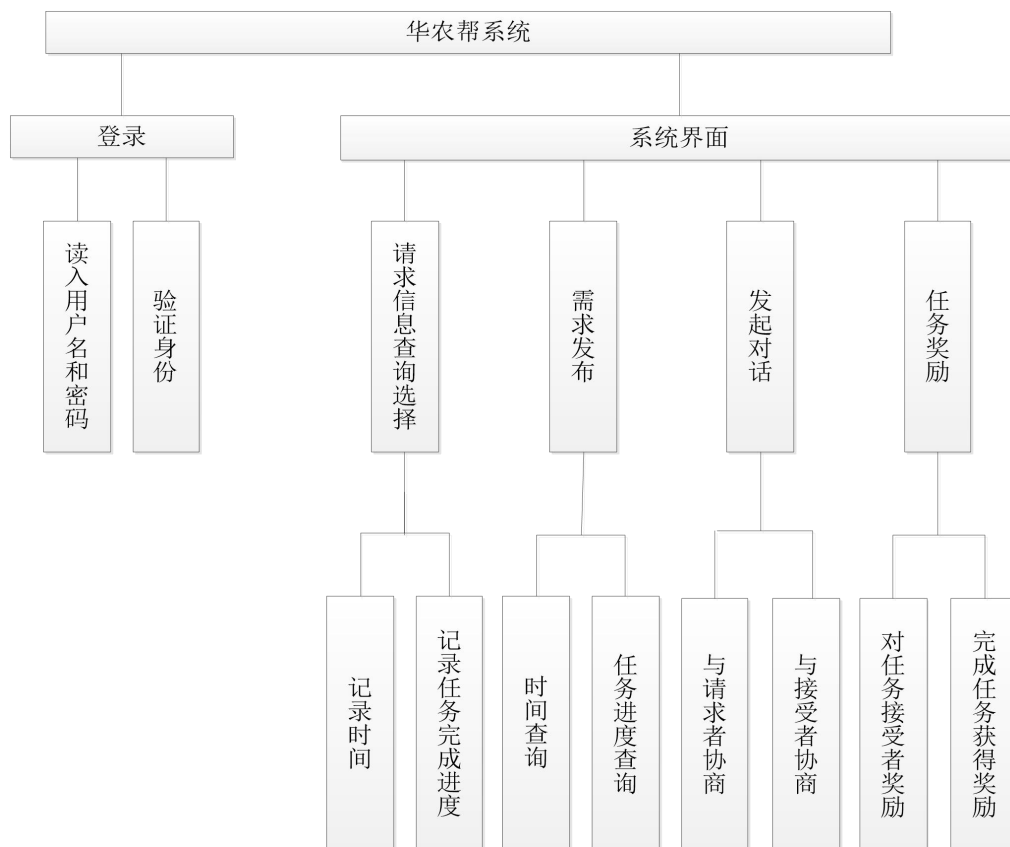 华农帮系统
登录
系统界面
读入用户名和密码
验证身份
请求信息查询选择
需求发布
发起对话
任务奖励
记录时间
记录任务完成进度
时间查询
任务进度查询
与请求者协商
与接受者协商
对任务接受者奖励
完成任务获得奖励